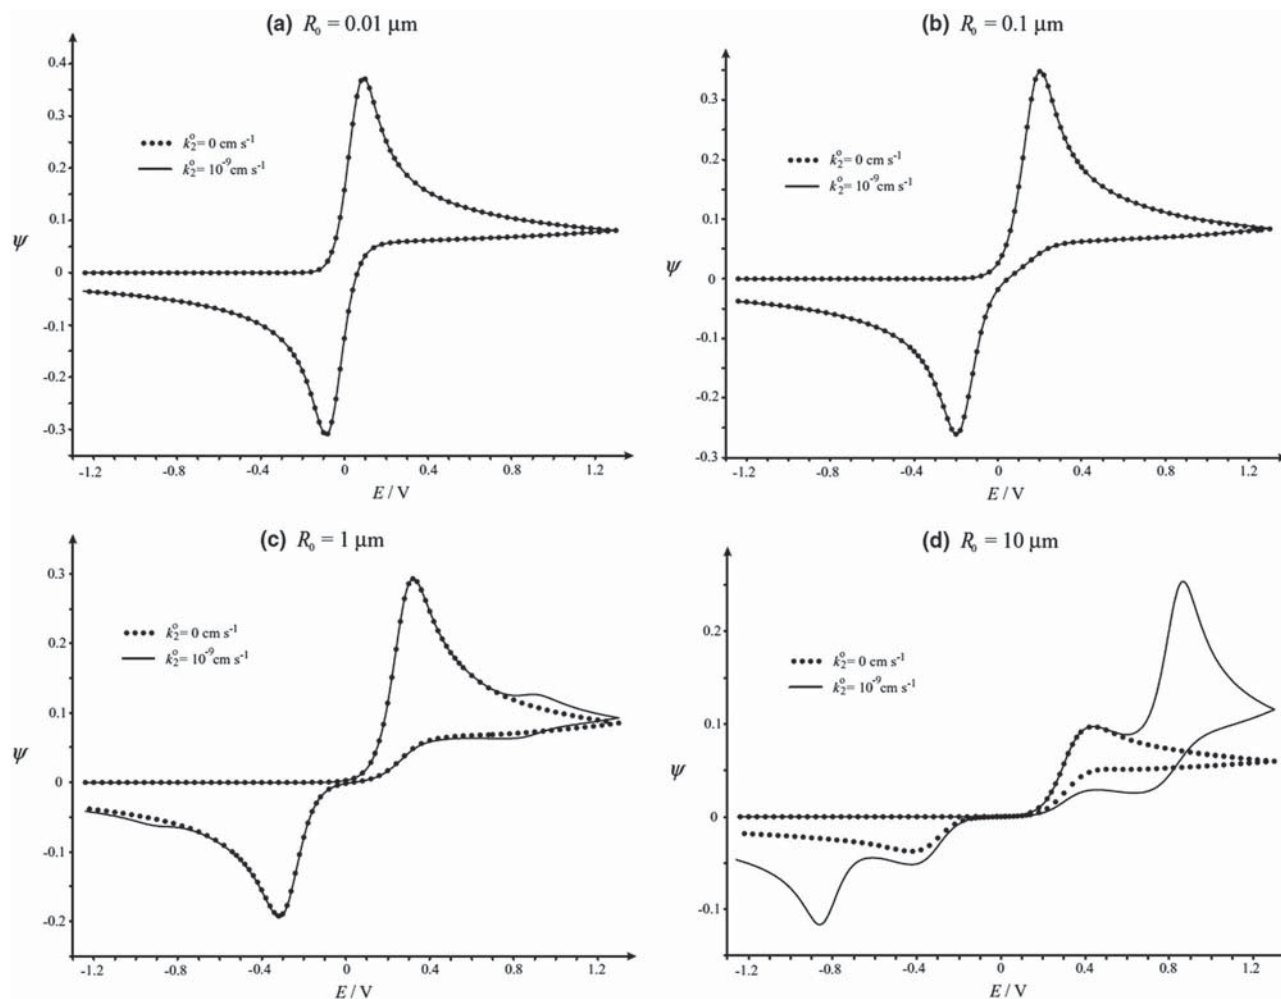 (a) R₀ = 0.01 µm
0.4
0.3
0.2
0.1
0
-0.1
-0.2
-0.3
ψ
k₂° = 0 cm s⁻¹
k₂° = 10⁻⁹ cm s⁻¹
-1.2 -0.8 -0.4 0 0.4 0.8 1.2
E / V
(b) R₀ = 0.1 µm
0.3
0.2
0.1
0
-0.1
-0.2
-0.3
ψ
k₂° = 0 cm s⁻¹
k₂° = 10⁻⁹ cm s⁻¹
-1.2 -0.8 -0.4 0 0.4 0.8 1.2
E / V
(c) R₀ = 1 µm
0.3
0.2
0.1
0
-0.1
-0.2
ψ
k₂° = 0 cm s⁻¹
k₂° = 10⁻⁹ cm s⁻¹
-1.2 -0.8 -0.4 0 0.4 0.8 1.2
E / V
(d) R₀ = 10 µm
0.2
0.1
0
-0.1
ψ
k₂° = 0 cm s⁻¹
k₂° = 10⁻⁹ cm s⁻¹
-1.2 -0.8 -0.4 0 0.4 0.8 1.2
E / V